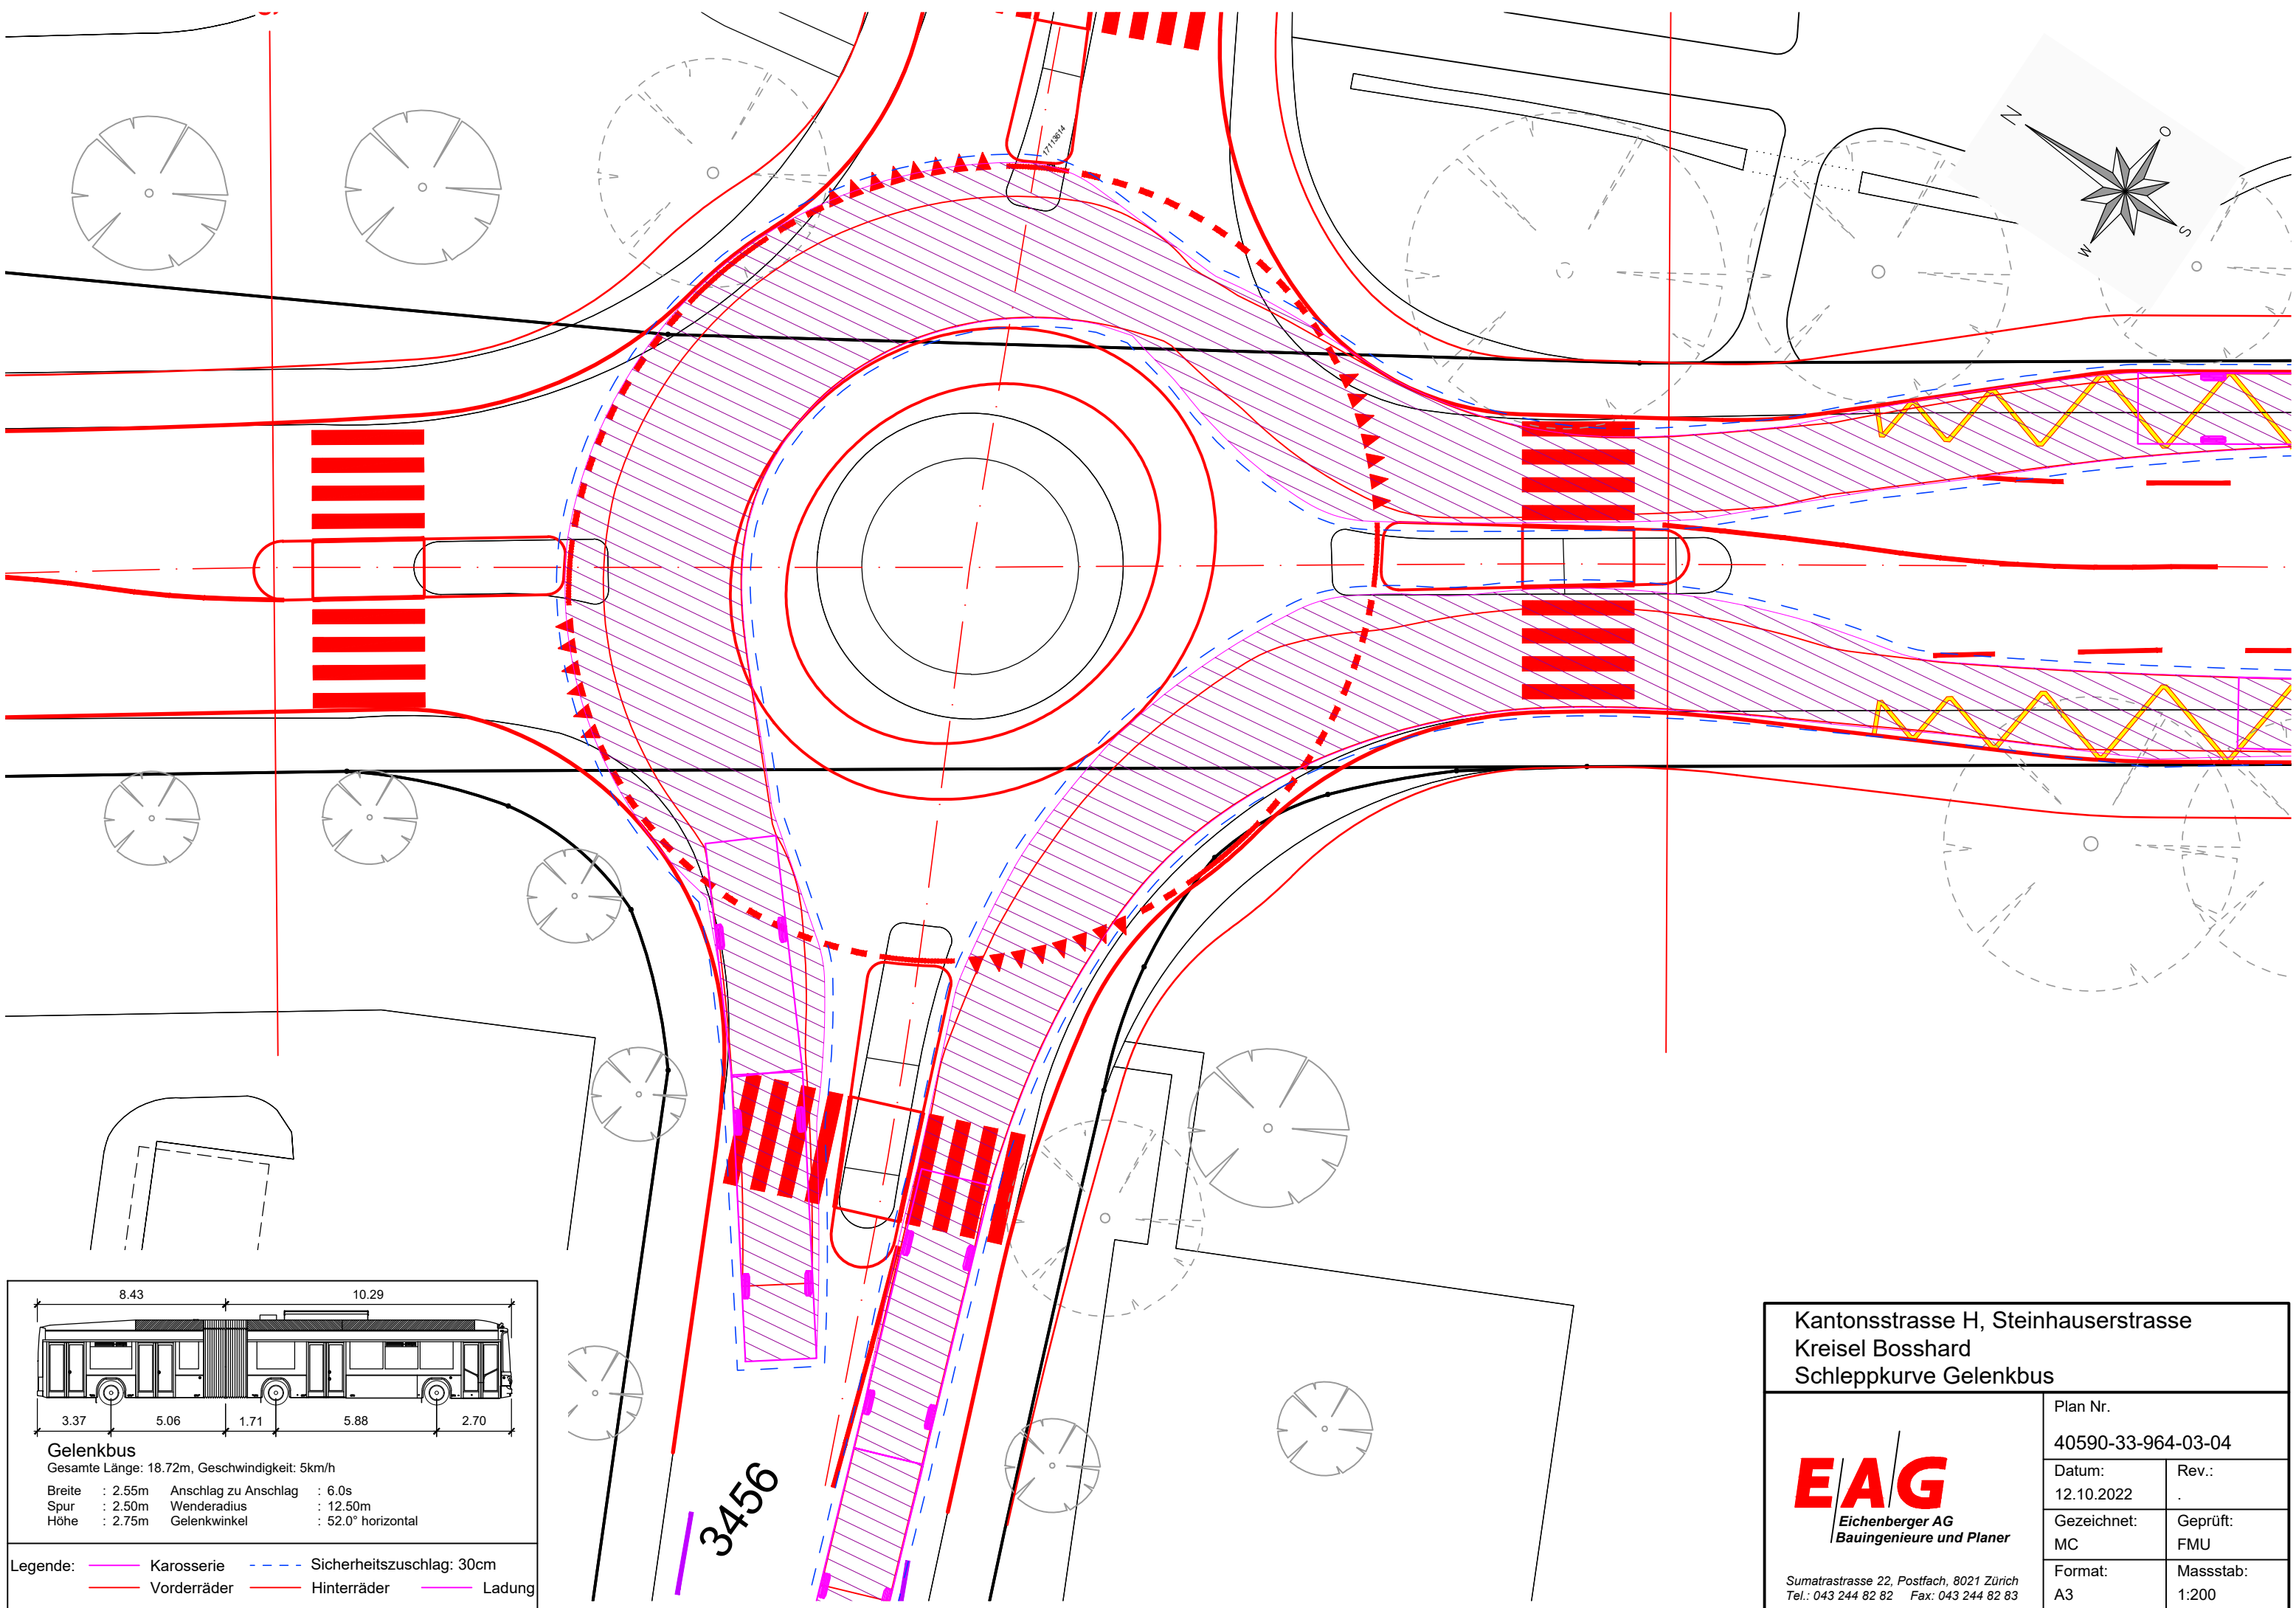 17113614
N
O
S
W
3456
8.43
10.29
3.37
5.06
1.71
5.88
2.70
Gelenkbus
Gesamte Länge: 18.72m, Geschwindigkeit: 5km/h
Breite : 2.55m Anschlag zu Anschlag : 6.0s
Spur : 2.50m Wenderadius : 12.50m
Höhe : 2.75m Gelenkwinkel : 52.0° horizontal
Legende: Karosserie Sicherheitszuschlag: 30cm
Vorderräder Hinterräder Ladung
Kantonsstrasse H, Steinhauserstrasse
Kreisel Bosshard
Schleppkurve Gelenkbus
EAG
Eichenberger AG
Bauingenieure und Planer
Sumatrastrasse 22, Postfach, 8021 Zürich
Tel.: 043 244 82 82 Fax: 043 244 82 83
Plan Nr.
40590-33-964-03-04
Datum: Rev.:
12.10.2022 .
Gezeichnet: Geprüft:
MC FMU
Format: Massstab:
A3 1:200